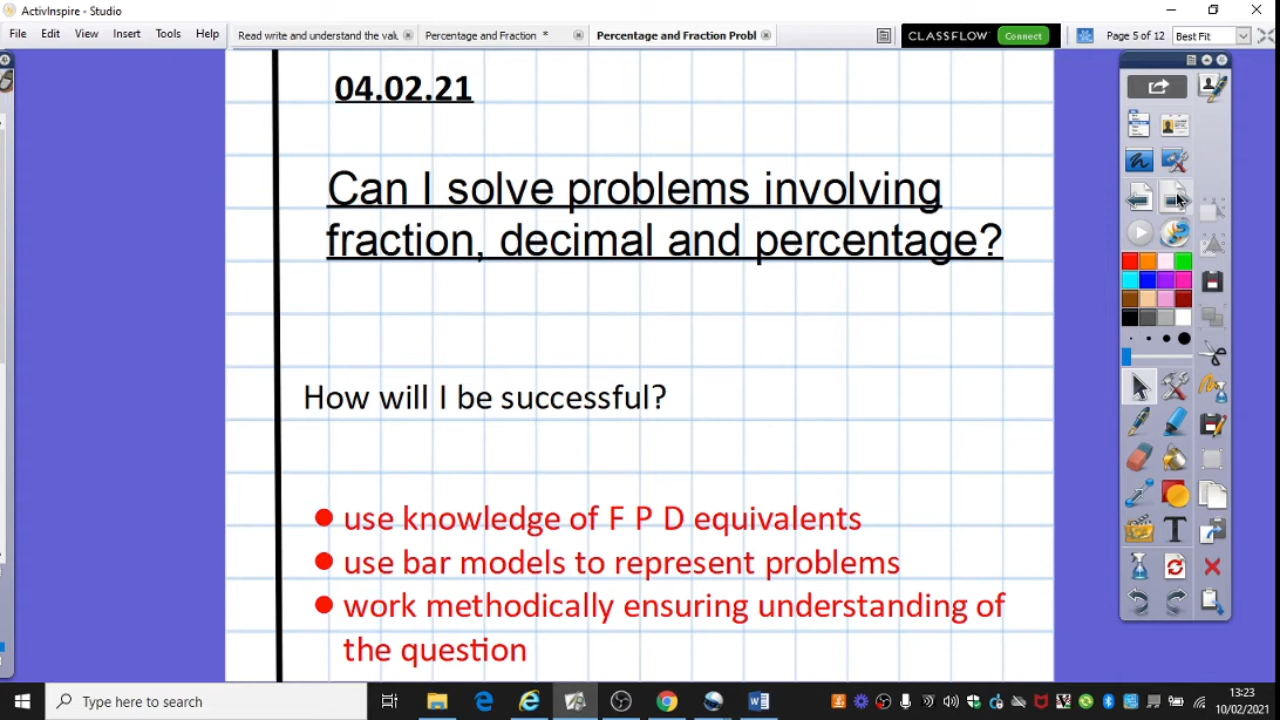 ActivInspire - Studio
File Edit View Insert Tools Help
Read write and understand the valu
Percentage and Fraction *
Percentage and Fraction Probl
CLASSFLOW Connect
Page 5 of 12
Best Fit
04.02.21
Can I solve problems involving
fraction, decimal and percentage?
How will I be successful?
use knowledge of F P D equivalents
use bar models to represent problems
work methodically ensuring understanding of
the question
Type here to search
13:23
10/02/2021